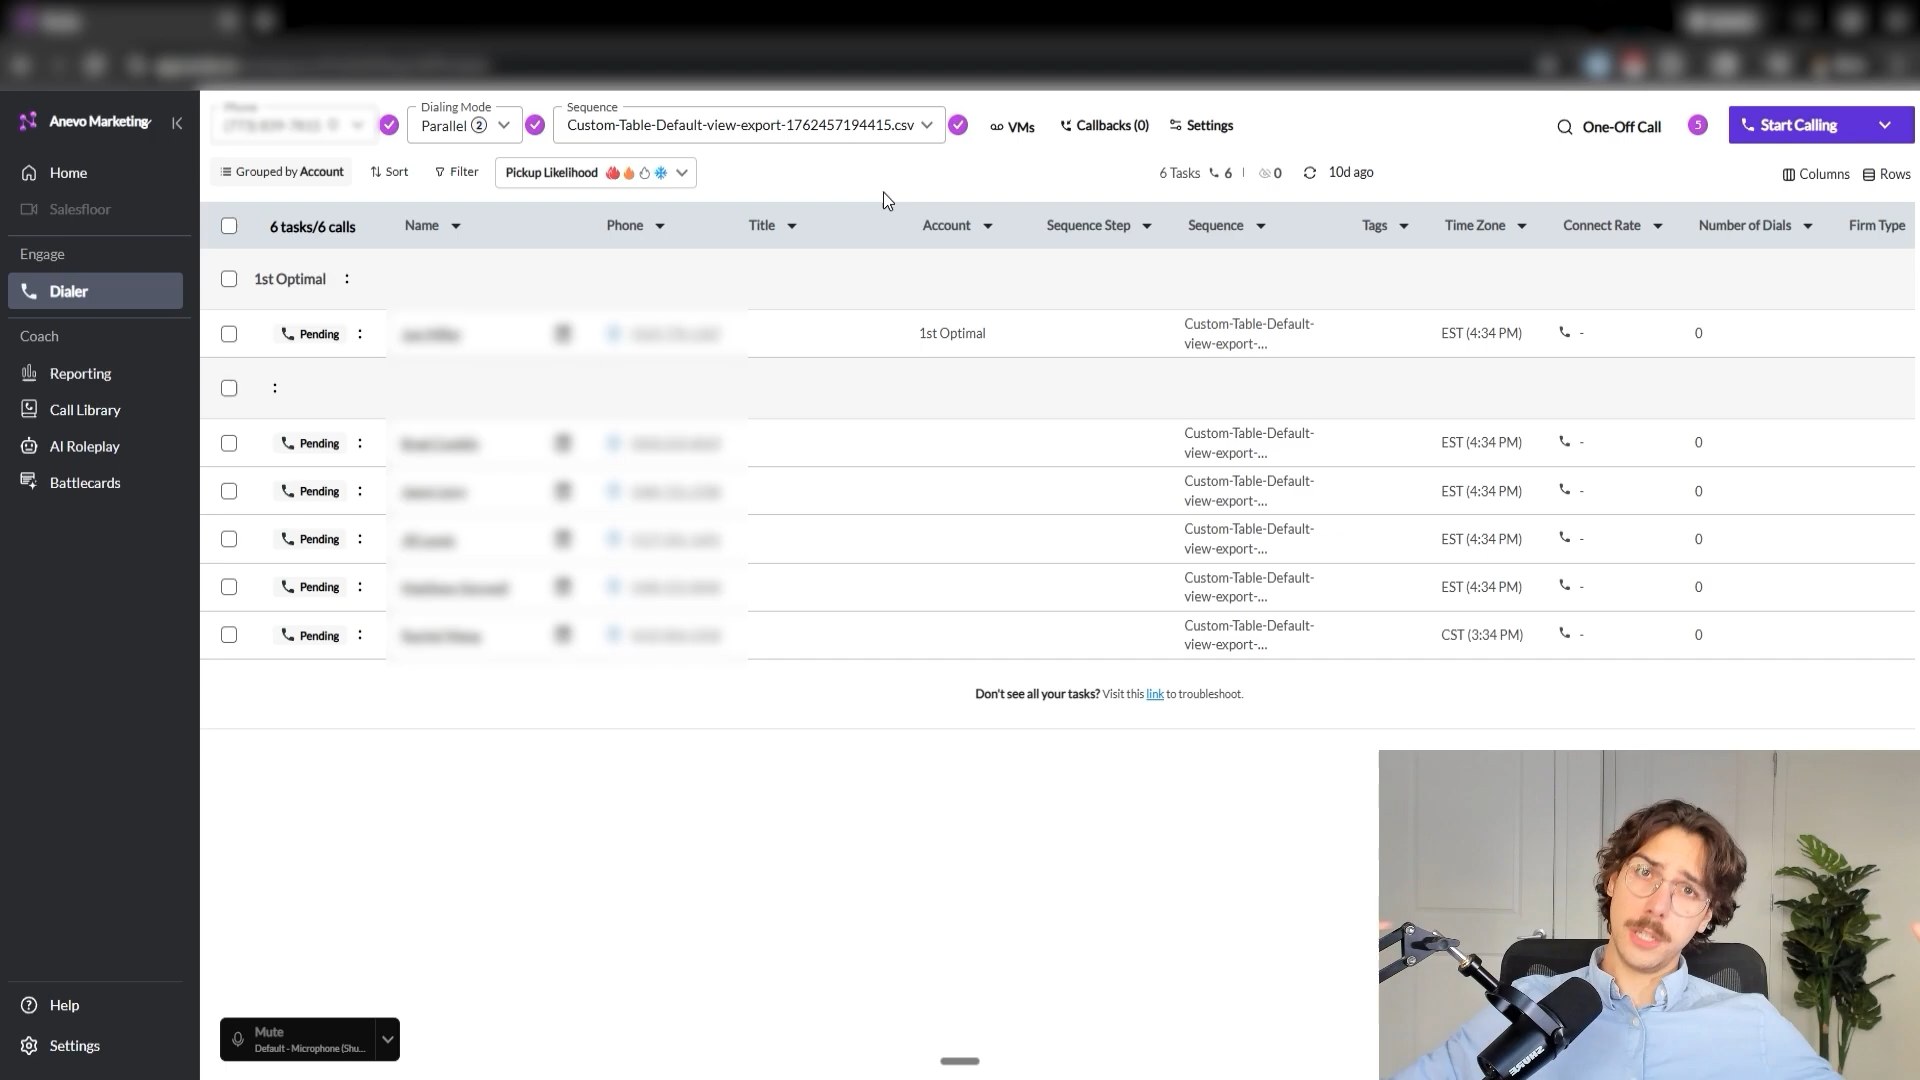 Anevo Marketing
Home
Salesfloor
Engage
Dialer
Coach
Reporting
Call Library
AI Roleplay
Battlecards
Help
Settings
Phone
Dialing Mode
Parallel 2
Sequence
Custom-Table-Default-view-export-1762457194415.csv
VMs
Callbacks (0)
Settings
One-Off Call
5
Start Calling
Grouped by Account
Sort
Filter
Pickup Likelihood
6 Tasks 6 | 0
10d ago
Columns
Rows
6 tasks/6 calls Name Phone Title Account Sequence Step Sequence Tags Time Zone Connect Rate Number of Dials Firm Type
1st Optimal :
Pending : 1st Optimal Custom-Table-Default- EST (4:34 PM) - 0
view-export-...
:
Pending : Custom-Table-Default- EST (4:34 PM) - 0
view-export-...
Pending : Custom-Table-Default- EST (4:34 PM) - 0
view-export-...
Pending : Custom-Table-Default- EST (4:34 PM) - 0
view-export-...
Pending : Custom-Table-Default- EST (4:34 PM) - 0
view-export-...
Pending : Custom-Table-Default- CST (3:34 PM) - 0
view-export-...
Don't see all your tasks? Visit this link to troubleshoot.
Mute
Default - Microphone (Shu...
SHURE